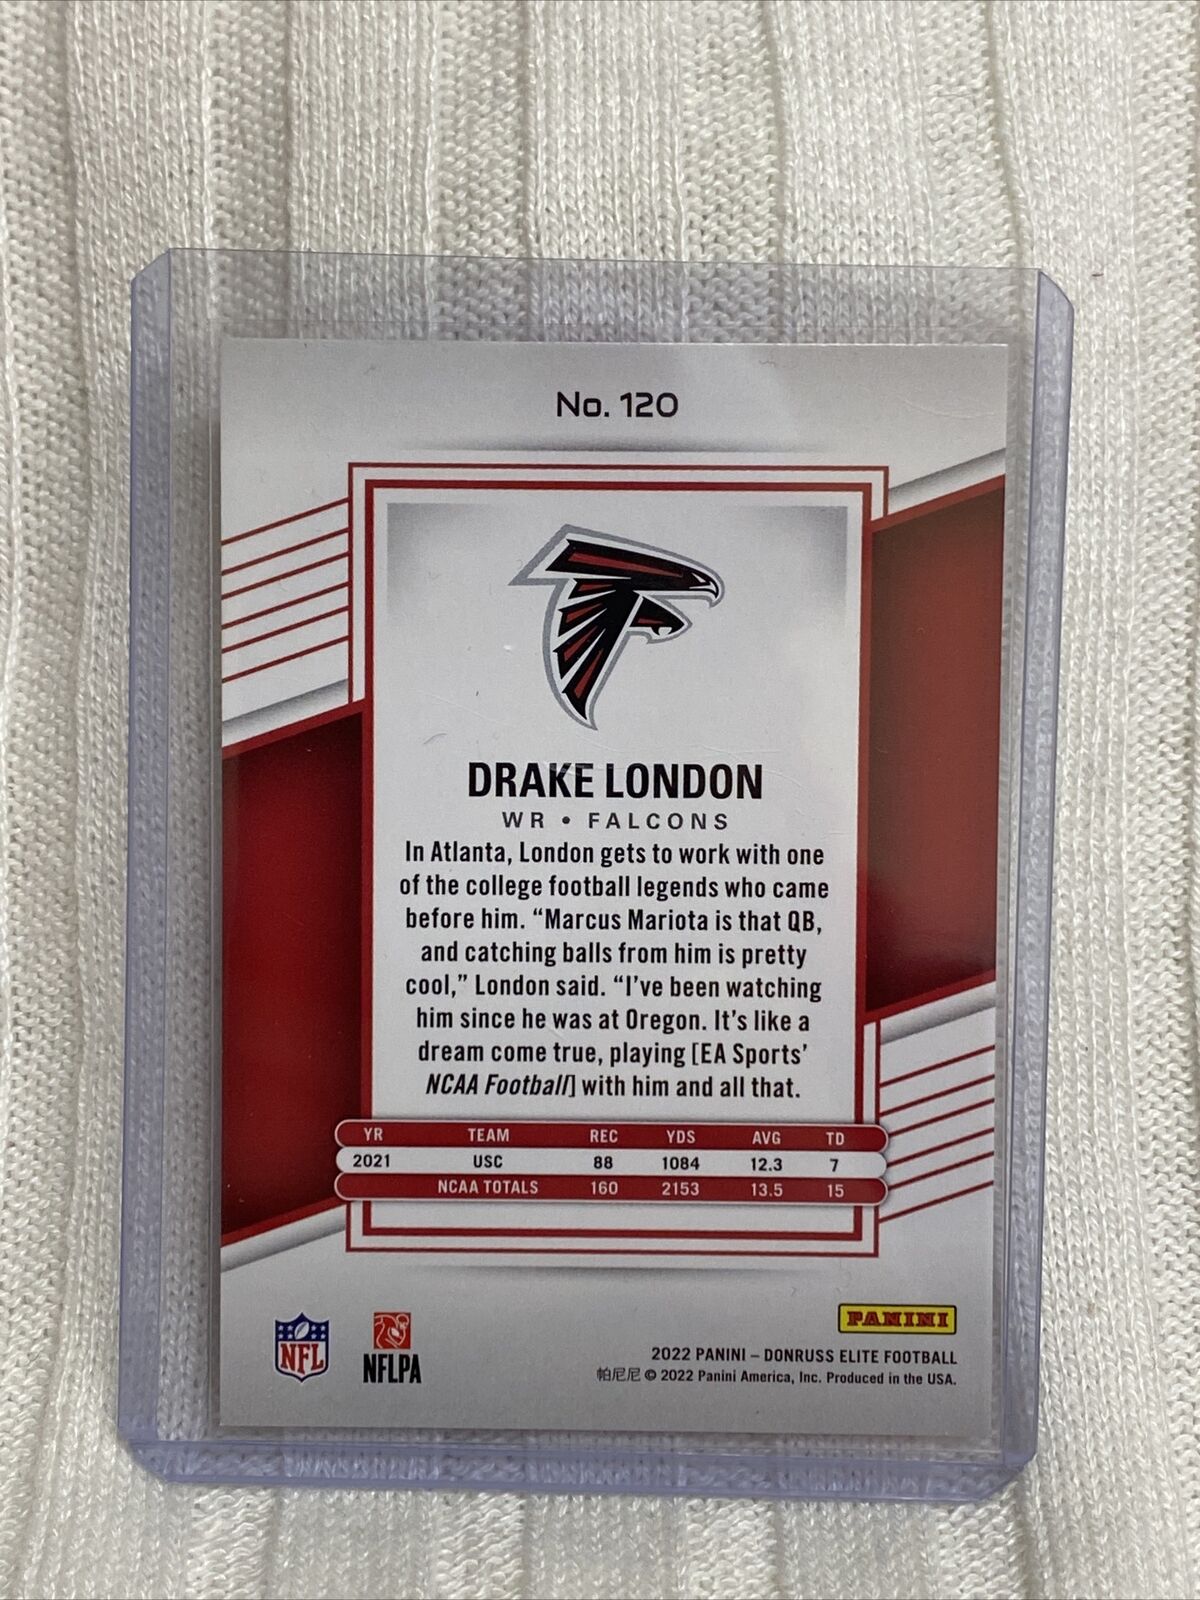 No. 120
DRAKE LONDON
WR • FALCONS
In Atlanta, London gets to work with one
of the college football legends who came
before him. “Marcus Mariota is that QB,
and catching balls from him is pretty
cool,” London said. “I’ve been watching
him since he was at Oregon. It’s like a
dream come true, playing [EA Sports’
NCAA Football] with him and all that.
YR TEAM REC YDS AVG TD
2021 USC 88 1084 12.3 7
NCAA TOTALS 160 2153 13.5 15
NFL
NFLPA
PANINI
2022 PANINI – DONRUSS ELITE FOOTBALL
帕尼尼 © 2022 Panini America, Inc. Produced in the USA.